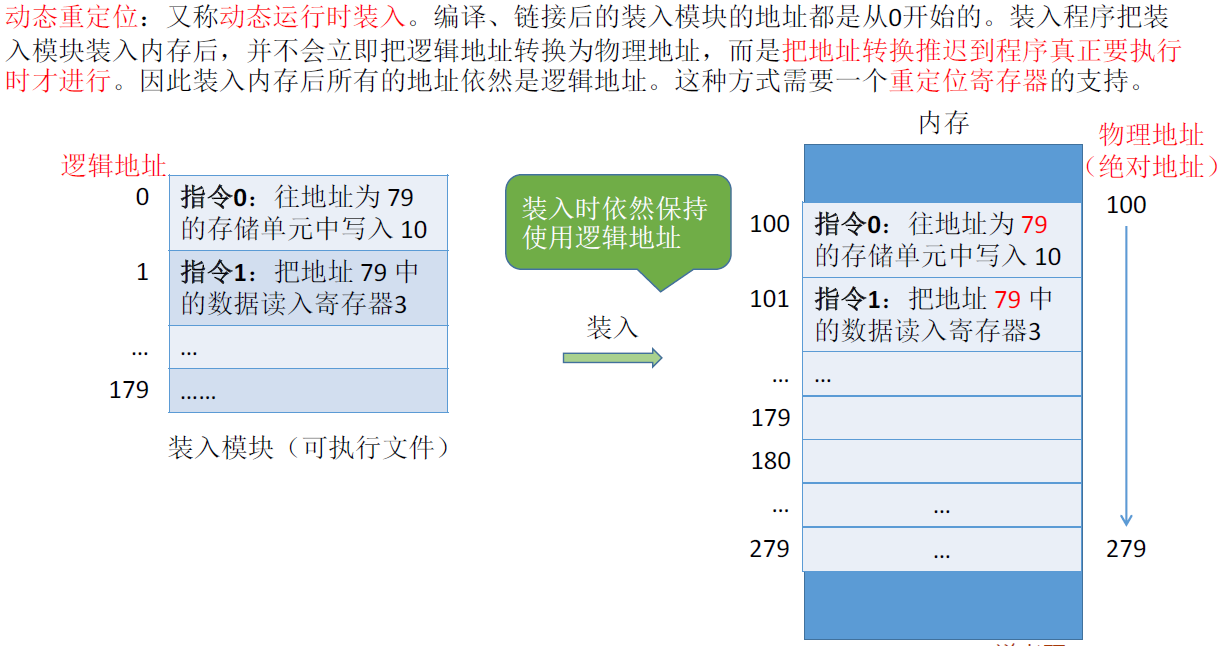 动态重定位：又称动态运行时装入。编译、链接后的装入模块的地址都是从0开始的。装入程序把装
入模块装入内存后，并不会立即把逻辑地址转换为物理地址，而是把地址转换推迟到程序真正要执行
时才进行。因此装入内存后所有的地址依然是逻辑地址。这种方式需要一个重定位寄存器的支持。
逻辑地址
0
指令0：往地址为 79
的存储单元中写入 10
1
指令1：把地址 79 中
的数据读入寄存器3
...
...
179
......
装入模块（可执行文件）
装入时依然保持
使用逻辑地址
装入
内存
物理地址
（绝对地址）
100
100
指令0：往地址为 79
的存储单元中写入 10
101
指令1：把地址 79 中
的数据读入寄存器3
...
...
179
180
...
...
279
...
279